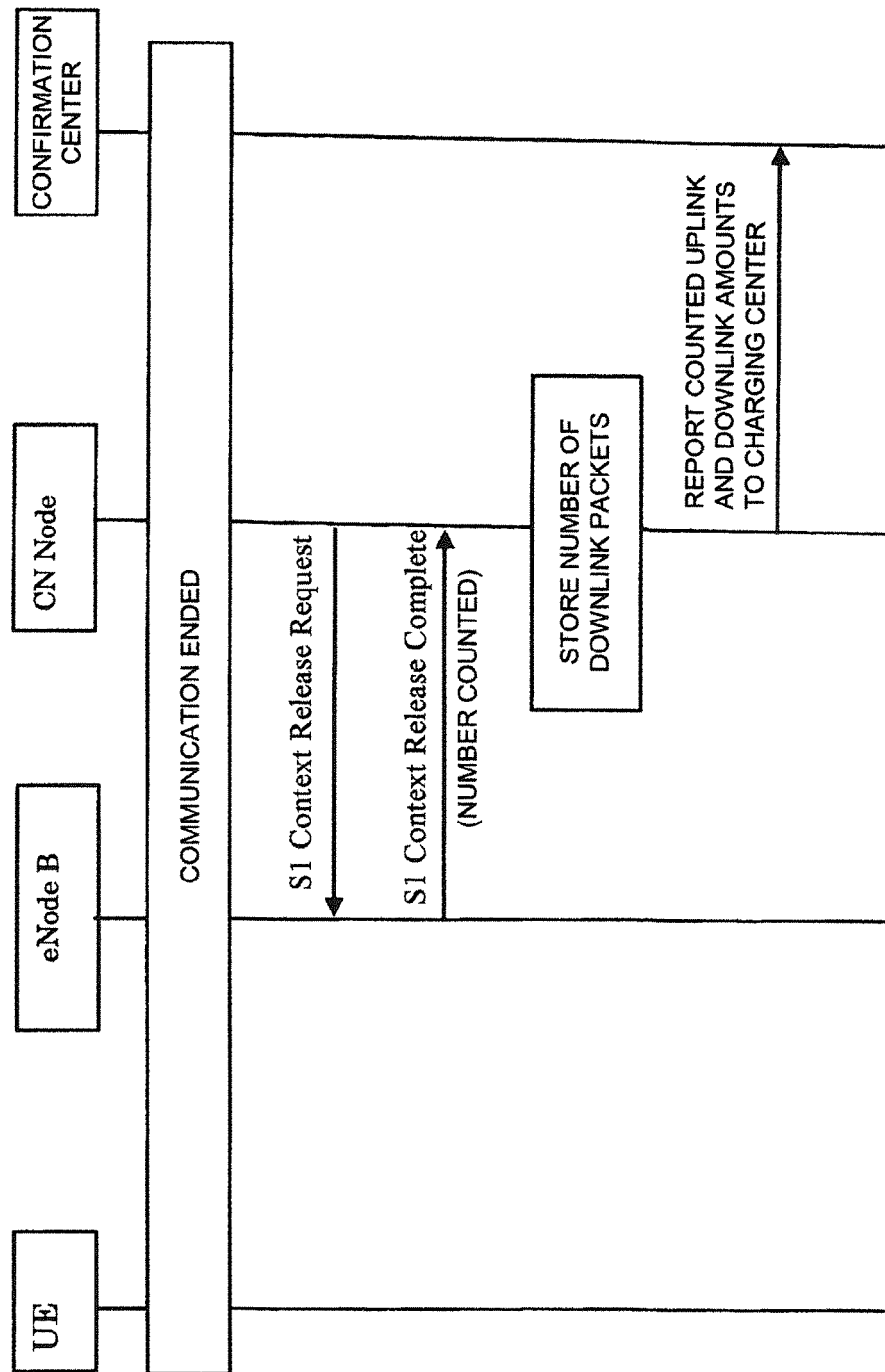 UE
eNode B
CN Node
CONFIRMATION
CENTER
COMMUNICATION ENDED
S1 Context Release Request
S1 Context Release Complete
(NUMBER COUNTED)
STORE NUMBER OF
DOWNLINK PACKETS
REPORT COUNTED UPLINK
AND DOWNLINK AMOUNTS
TO CHARGING CENTER